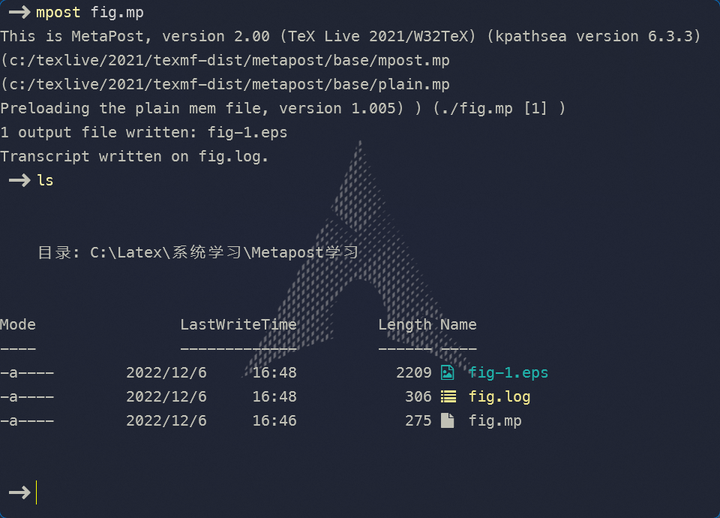 mpost fig.mp
This is MetaPost, version 2.00 (TeX Live 2021/W32TeX) (kpathsea version 6.3.3)
(c:/texlive/2021/texmf-dist/metapost/base/mpost.mp
(c:/texlive/2021/texmf-dist/metapost/base/plain.mp
Preloading the plain mem file, version 1.005) ) (./fig.mp [1] )
1 output file written: fig-1.eps
Transcript written on fig.log.
ls
目录: C:\Latex\系统学习\Metapost学习
Mode LastWriteTime Length Name
---- ------------- ------ ----
-a---- 2022/12/6 16:48 2209 fig-1.eps
-a---- 2022/12/6 16:48 306 fig.log
-a---- 2022/12/6 16:46 275 fig.mp